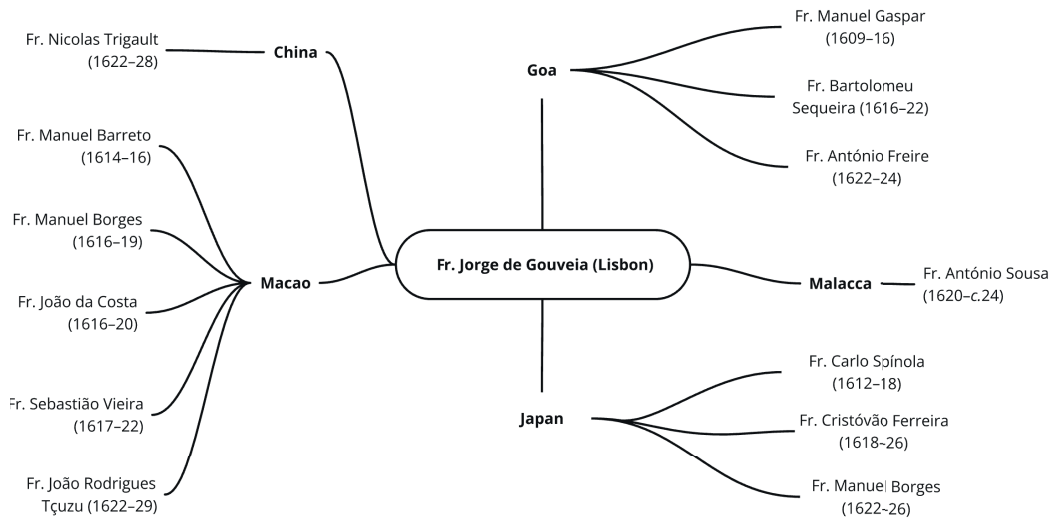 Fr. Nicolas Trigault
(1622–28)
China
Fr. Manuel Barreto
(1614–16)
Fr. Manuel Borges
(1616–19)
Fr. João da Costa
(1616–20)
Fr. Sebastião Vieira
(1617–22)
Fr. João Rodrigues
Tçuzu (1622–29)
Macao
Fr. Jorge de Gouveia (Lisbon)
Goa
Fr. Manuel Gaspar
(1609–16)
Fr. Bartolomeu
Sequeira (1616–22)
Fr. António Freire
(1622–24)
Malacca
Fr. António Sousa
(1620–c.24)
Japan
Fr. Carlo Spínola
(1612–18)
Fr. Cristóvão Ferreira
(1618-26)
Fr. Manuel Borges
(1622-26)